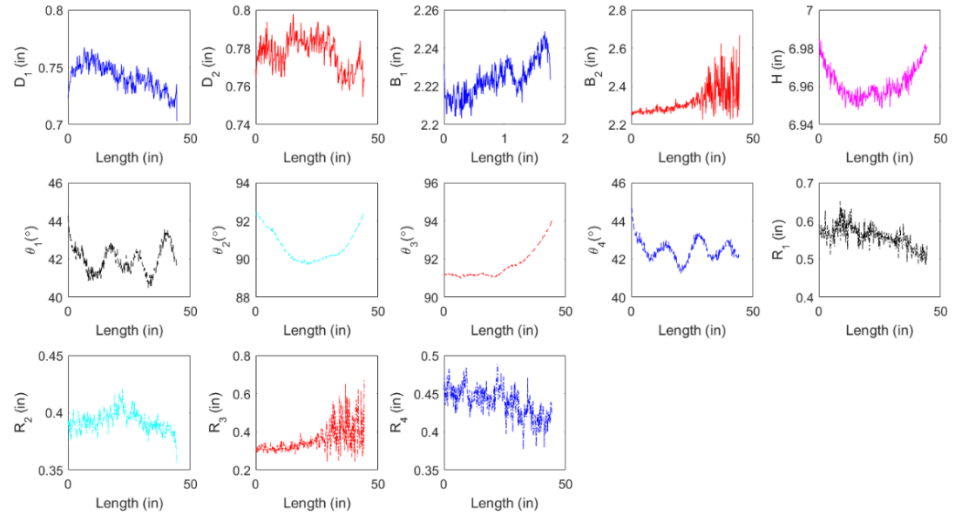 D1 (in)
0.8
0.75
0.7
0
50
Length (in)
D2 (in)
0.8
0.78
0.76
0.74
0
50
Length (in)
B1 (in)
2.26
2.24
2.22
2.2
0
1
2
Length (in)
B2 (in)
2.8
2.6
2.4
2.2
0
50
Length (in)
H (in)
7
6.98
6.96
6.94
0
50
Length (in)
θ1(°)
46
44
42
40
0
50
Length (in)
θ2(°)
94
92
90
88
0
50
Length (in)
θ3(°)
96
94
92
90
0
50
Length (in)
θ4(°)
46
44
42
40
0
50
Length (in)
R1 (in)
0.7
0.6
0.5
0.4
0
50
Length (in)
R2 (in)
0.45
0.4
0.35
0
50
Length (in)
R3 (in)
0.8
0.6
0.4
0.2
0
50
Length (in)
R4 (in)
0.5
0.45
0.4
0.35
0
50
Length (in)